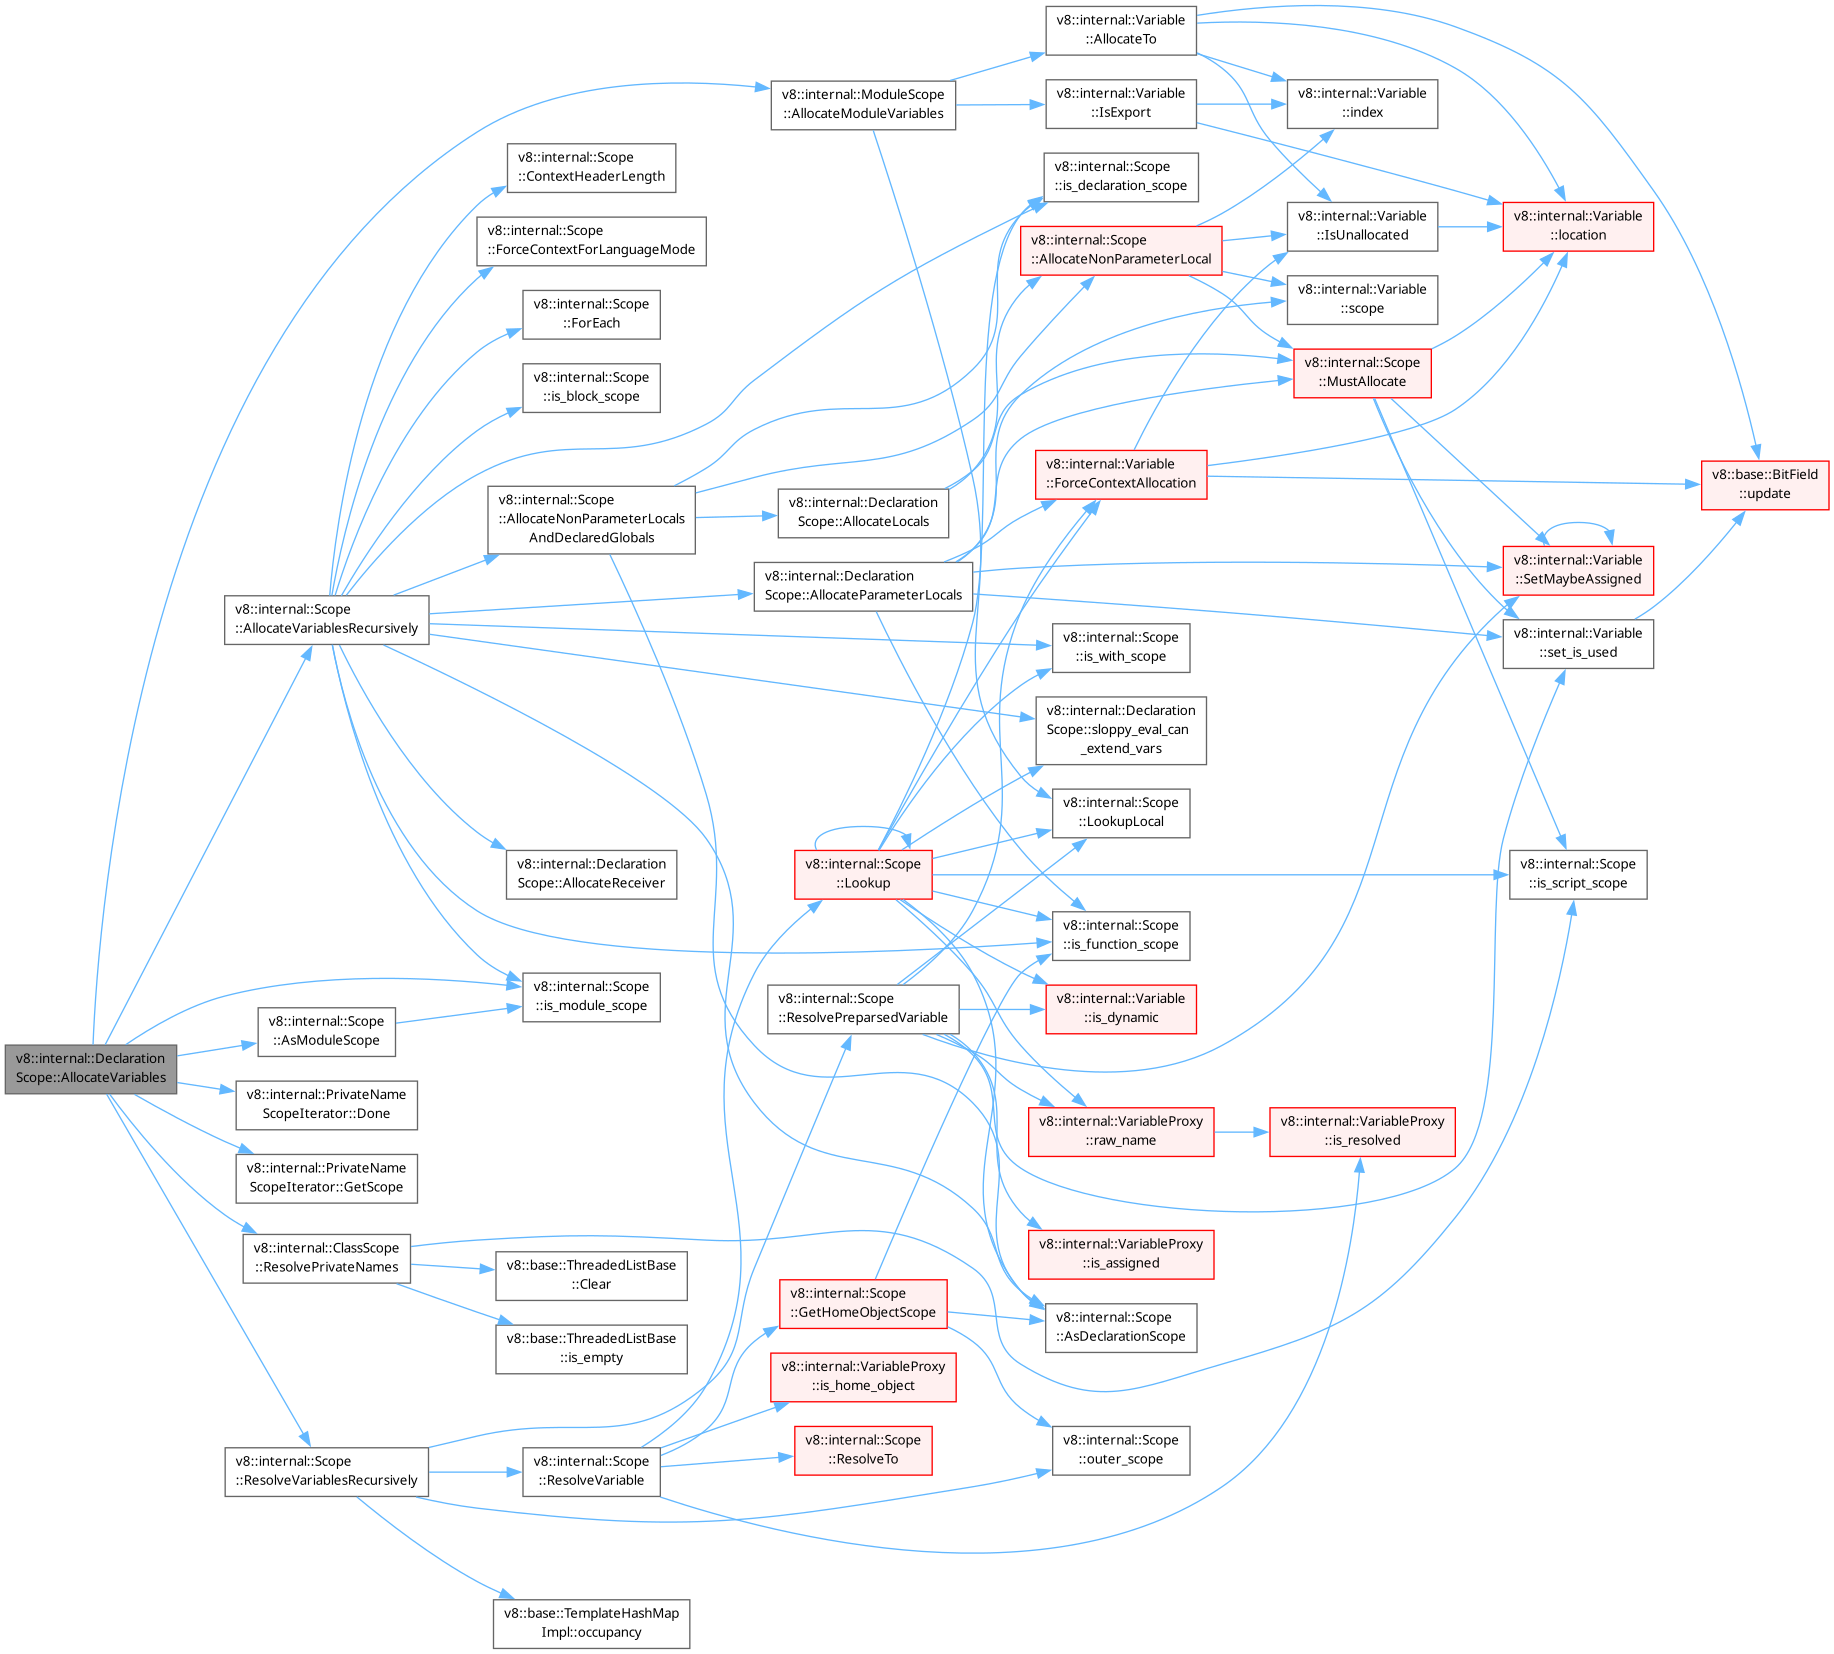 v8::internal::Variable
::AllocateTo
v8::internal::ModuleScope
::AllocateModuleVariables
v8::internal::Variable
::IsExport
v8::internal::Variable
::index
v8::internal::Scope
::ContextHeaderLength
v8::internal::Scope
::is_declaration_scope
v8::internal::Scope
::ForceContextForLanguageMode
v8::internal::Scope
::AllocateNonParameterLocal
v8::internal::Variable
::IsUnallocated
v8::internal::Variable
::location
v8::internal::Scope
::ForEach
v8::internal::Variable
::scope
v8::internal::Scope
::is_block_scope
v8::internal::Scope
::MustAllocate
v8::internal::Variable
::ForceContextAllocation
v8::base::BitField
::update
v8::internal::Scope
::AllocateNonParameterLocals
AndDeclaredGlobals
v8::internal::Declaration
Scope::AllocateLocals
v8::internal::Variable
::SetMaybeAssigned
v8::internal::Declaration
Scope::AllocateParameterLocals
v8::internal::Scope
::AllocateVariablesRecursively
v8::internal::Scope
::is_with_scope
v8::internal::Variable
::set_is_used
v8::internal::Declaration
Scope::sloppy_eval_can
_extend_vars
v8::internal::Scope
::LookupLocal
v8::internal::Declaration
Scope::AllocateReceiver
v8::internal::Scope
::Lookup
v8::internal::Scope
::is_script_scope
v8::internal::Scope
::is_function_scope
v8::internal::Scope
::is_module_scope
v8::internal::Scope
::ResolvePreparsedVariable
v8::internal::Variable
::is_dynamic
v8::internal::Scope
::AsModuleScope
v8::internal::Declaration
Scope::AllocateVariables
v8::internal::PrivateName
ScopeIterator::Done
v8::internal::VariableProxy
::raw_name
v8::internal::VariableProxy
::is_resolved
v8::internal::PrivateName
ScopeIterator::GetScope
v8::internal::ClassScope
::ResolvePrivateNames
v8::internal::VariableProxy
::is_assigned
v8::base::ThreadedListBase
::Clear
v8::internal::Scope
::GetHomeObjectScope
v8::internal::Scope
::AsDeclarationScope
v8::base::ThreadedListBase
::is_empty
v8::internal::VariableProxy
::is_home_object
v8::internal::Scope
::ResolveVariablesRecursively
v8::internal::Scope
::ResolveVariable
v8::internal::Scope
::ResolveTo
v8::internal::Scope
::outer_scope
v8::base::TemplateHashMap
Impl::occupancy